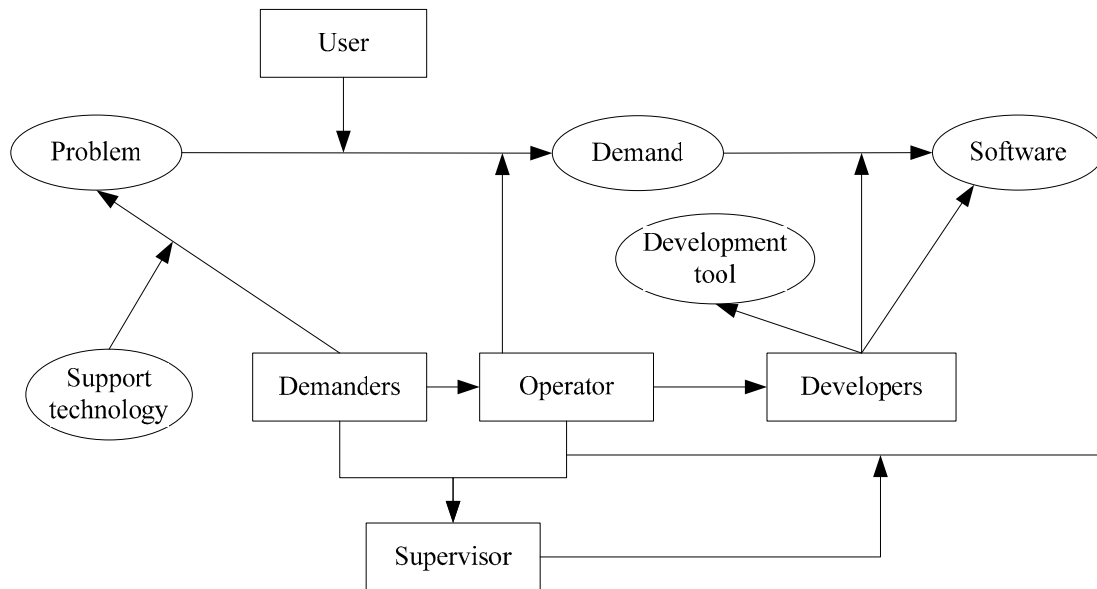 User
Problem
Demand
Software
Development
tool
Support
technology
Demanders
Operator
Developers
Supervisor